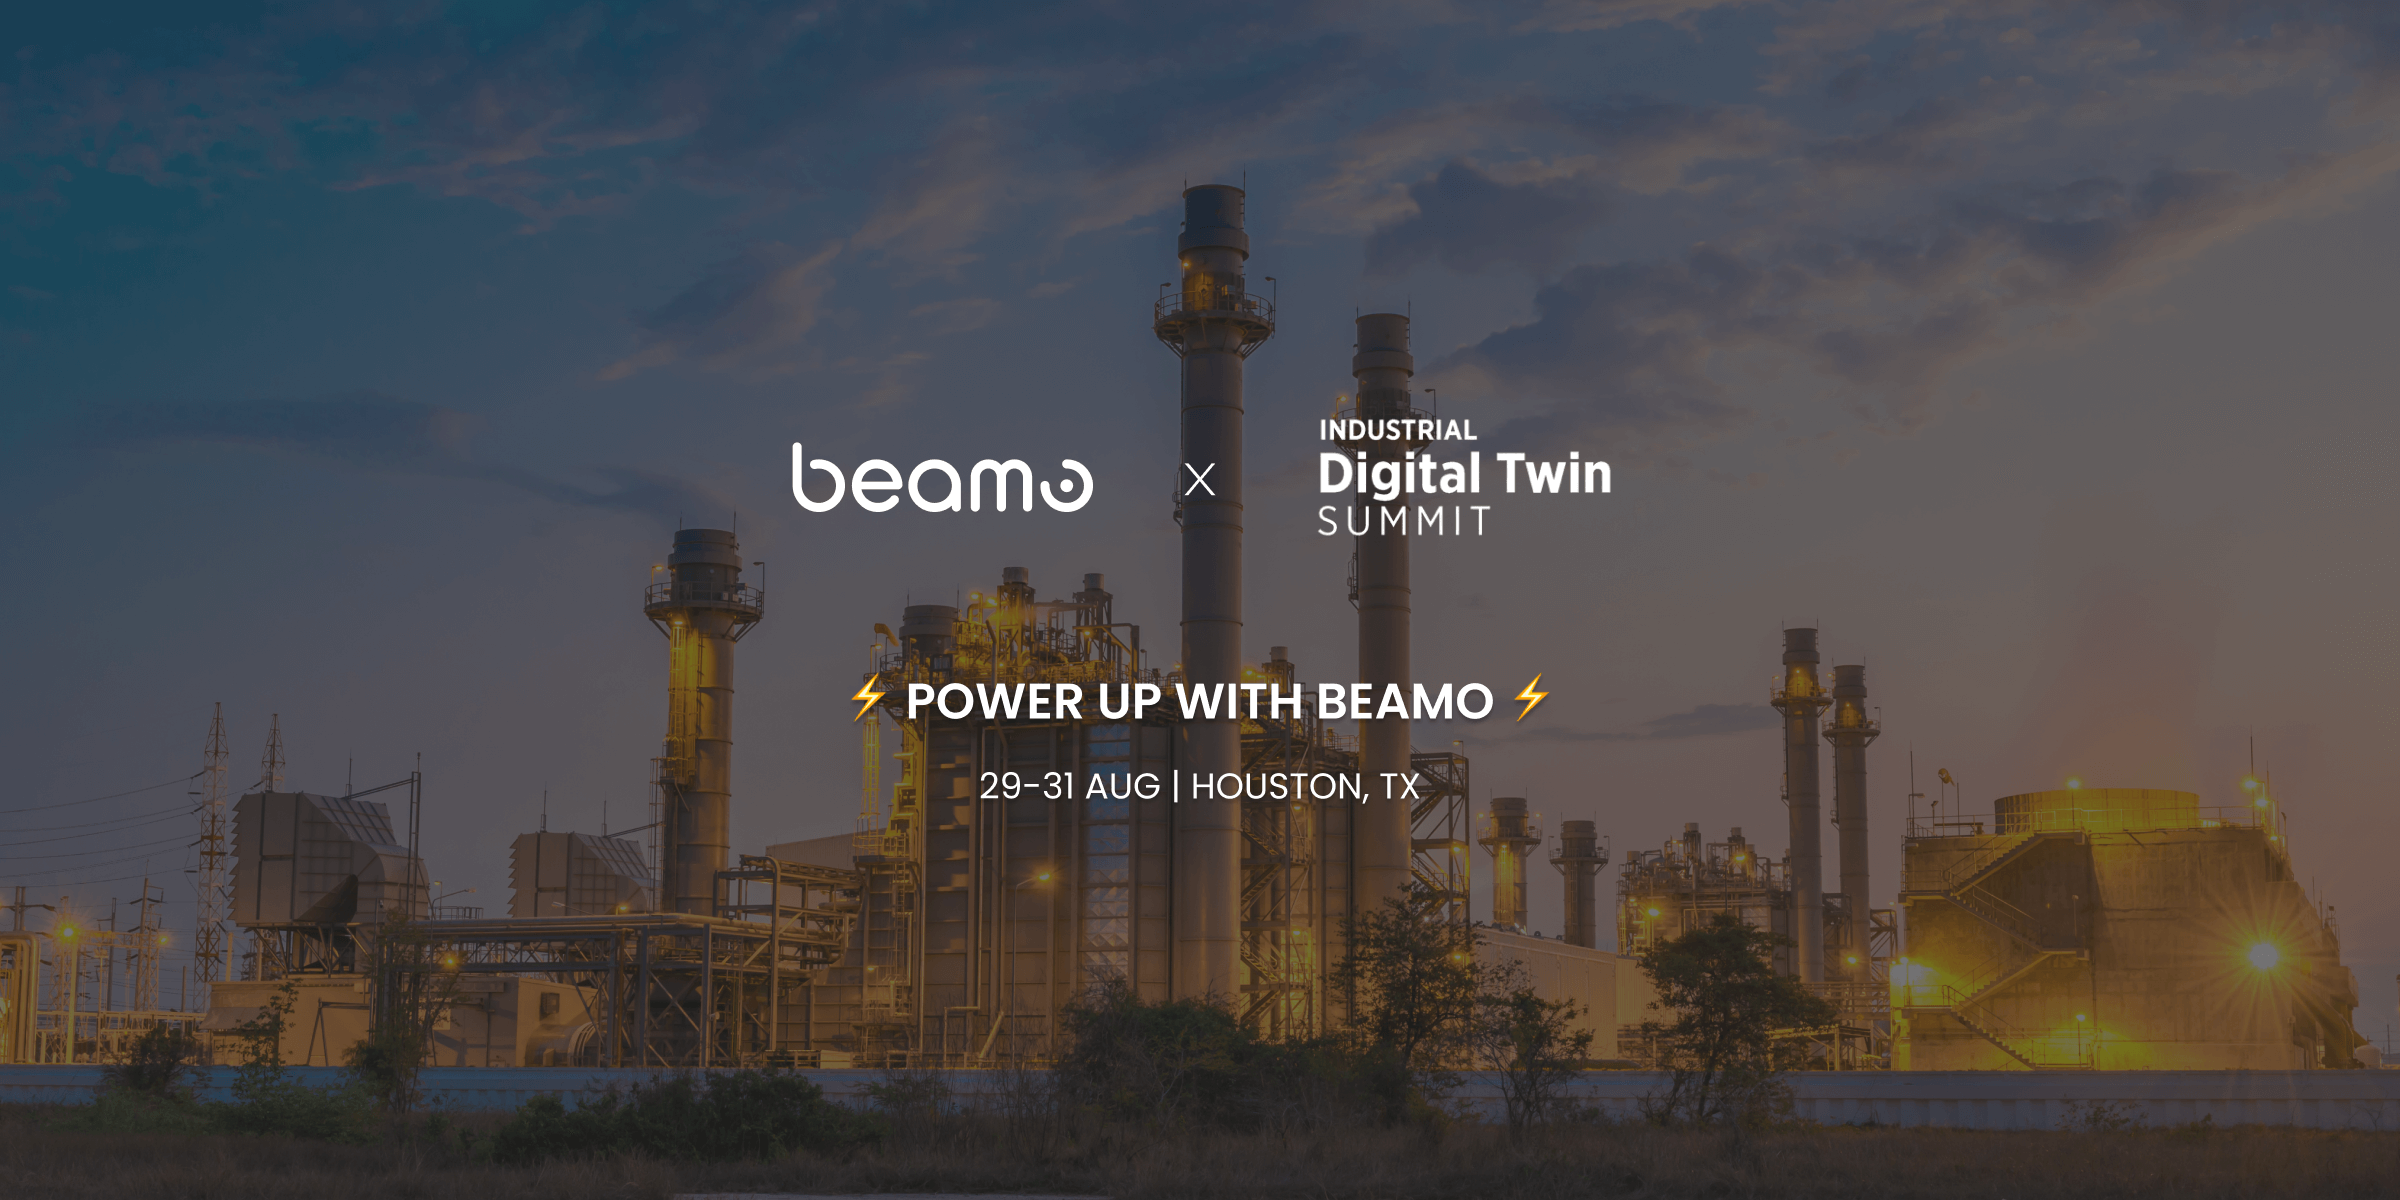 beamo
X
INDUSTRIAL
Digital Twin
SUMMIT
⚡ POWER UP WITH BEAMO ⚡
29-31 AUG | HOUSTON, TX